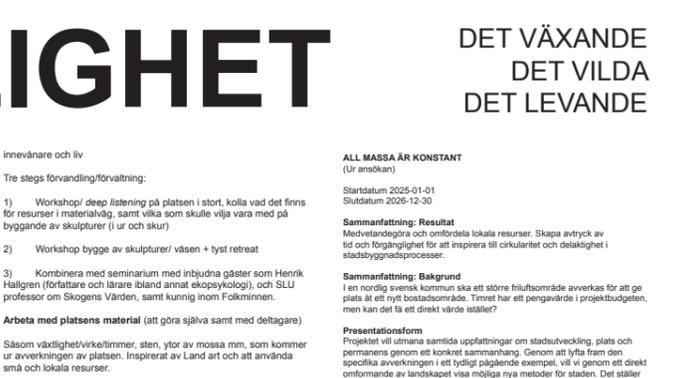 LIGHET
DET VÄXANDE
DET VILDA
DET LEVANDE
innevånare och liv
Tre stegs förvandling/förvaltning:
1) Workshop/ deep listening på platsen i stort, kolla vad det finns
för resurser i materialväg, samt vilka som skulle vilja vara med på
byggande av skulpturer (i ur och skur)
2) Workshop bygge av skulpturer/ väsen + tyst retreat
3) Kombinera med seminarium med inbjudna gäster som Henrik
Hallgren (författare och lärare ibland annat ekopsykologi), och SLU
professor om Skogens Värden, samt kunnig inom Folkminnen.
Arbeta med platsens material (att göra själva samt med deltagare)
Såsom växtlighet/virke/timmer, sten, ytor av mossa mm, som kommer
ur avverkningen av platsen. Inspirerat av Land art och att använda
små och lokala resurser.
ALL MASSA ÄR KONSTANT
(Ur ansökan)
Startdatum 2025-01-01
Slutdatum 2026-12-30
Sammanfattning: Resultat
Medvetandegöra och omfördela lokala resurser. Skapa avtryck av
tid och förgänglighet för att inspirera till cirkularitet och delaktighet i
stadsbyggnadsprocesser.
Sammanfattning: Bakgrund
I en nordlig svensk kommun ska ett större friluftsområde avverkas för att ge
plats åt ett nytt bostadsområde. Timret har ett pengavärde i projektbudgeten,
men kan det få ett direkt värde istället?
Presentationsform
Projektet vill utmana samtida uppfattningar om stadsutveckling, plats och
permanens genom ett konkret sammanhang. Genom att lyfta fram den
specifika avverkningen i ett tydligt pågående exempel, vill vi genom ett direkt
omformande av landskapet visa möjliga nya metoder för staden. Det ställer